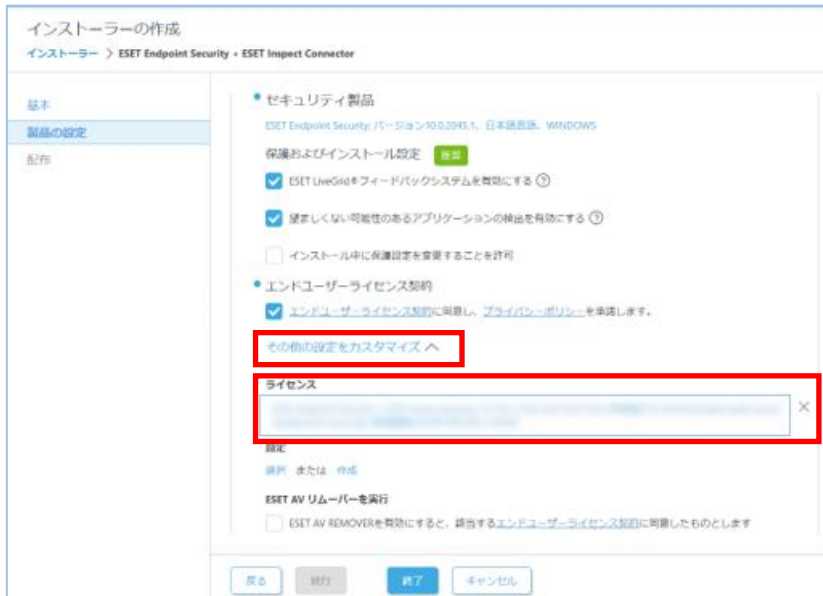 インストーラーの作成
インストーラー > ESET Endpoint Security + ESET Inspect Connector
基本
製品の設定
配布
セキュリティ製品
ESET Endpoint Security: バージョン10.0.2045.1、日本語言語、WINDOWS
保護およびインストール設定 推奨
ESET LiveGrid®フィードバックシステムを有効にする
望ましくない可能性のあるアプリケーションの検出を有効にする
インストール中に保護設定を変更することを許可
エンドユーザーライセンス契約
エンドユーザーライセンス契約に同意し、プライバシーポリシーを承諾します。
その他の設定をカスタマイズ
ライセンス
設定
選択 または 作成
ESET AV リムーバーを実行
ESET AV REMOVERを有効にすると、該当するエンドユーザーライセンス契約に同意したものとします
戻る 続行 終了 キャンセル